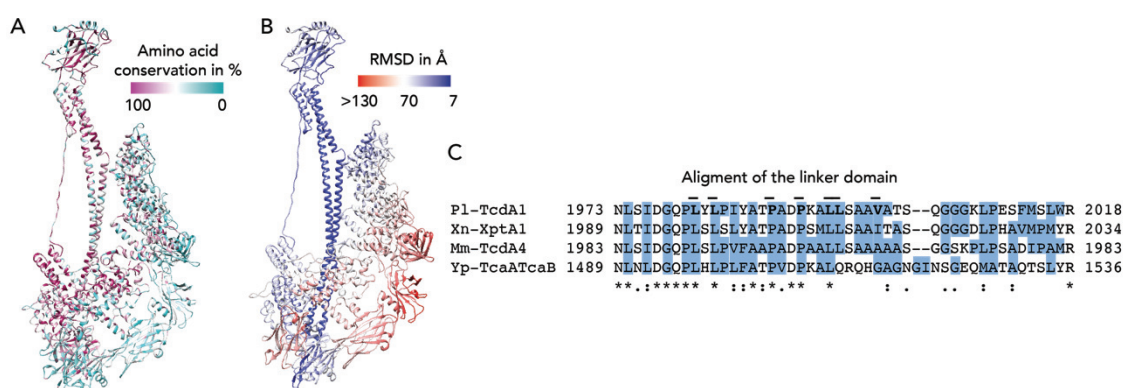 A
Amino acid
conservation in %
100 0
B
RMSD in Å
>130 70 7
C
Aligment of the linker domain
Pl-TcdA1 1973 NLSIDGQPLYLPIYATPADPKALLSAAVATS--QGGGKLPESFMSLWR 2018
Xn-XptA1 1989 NLTIDGQPLSLSLYATPADPSMLLSAAITAS--QGGGDLPHAVMPMYR 2034
Mm-TcdA4 1983 NLSIDGQPLSLPVFAAPADPAALLSAAAAAS--GGSKPLPSADIPAMR 1983
Yp-TcaATcaB 1489 NLNLDGQPLHLPLFATPVDPKALQRQHGAGNGINSGEQMATAQTSLYR 1536
**.:***** * ::*:*.** * : . .. : : *